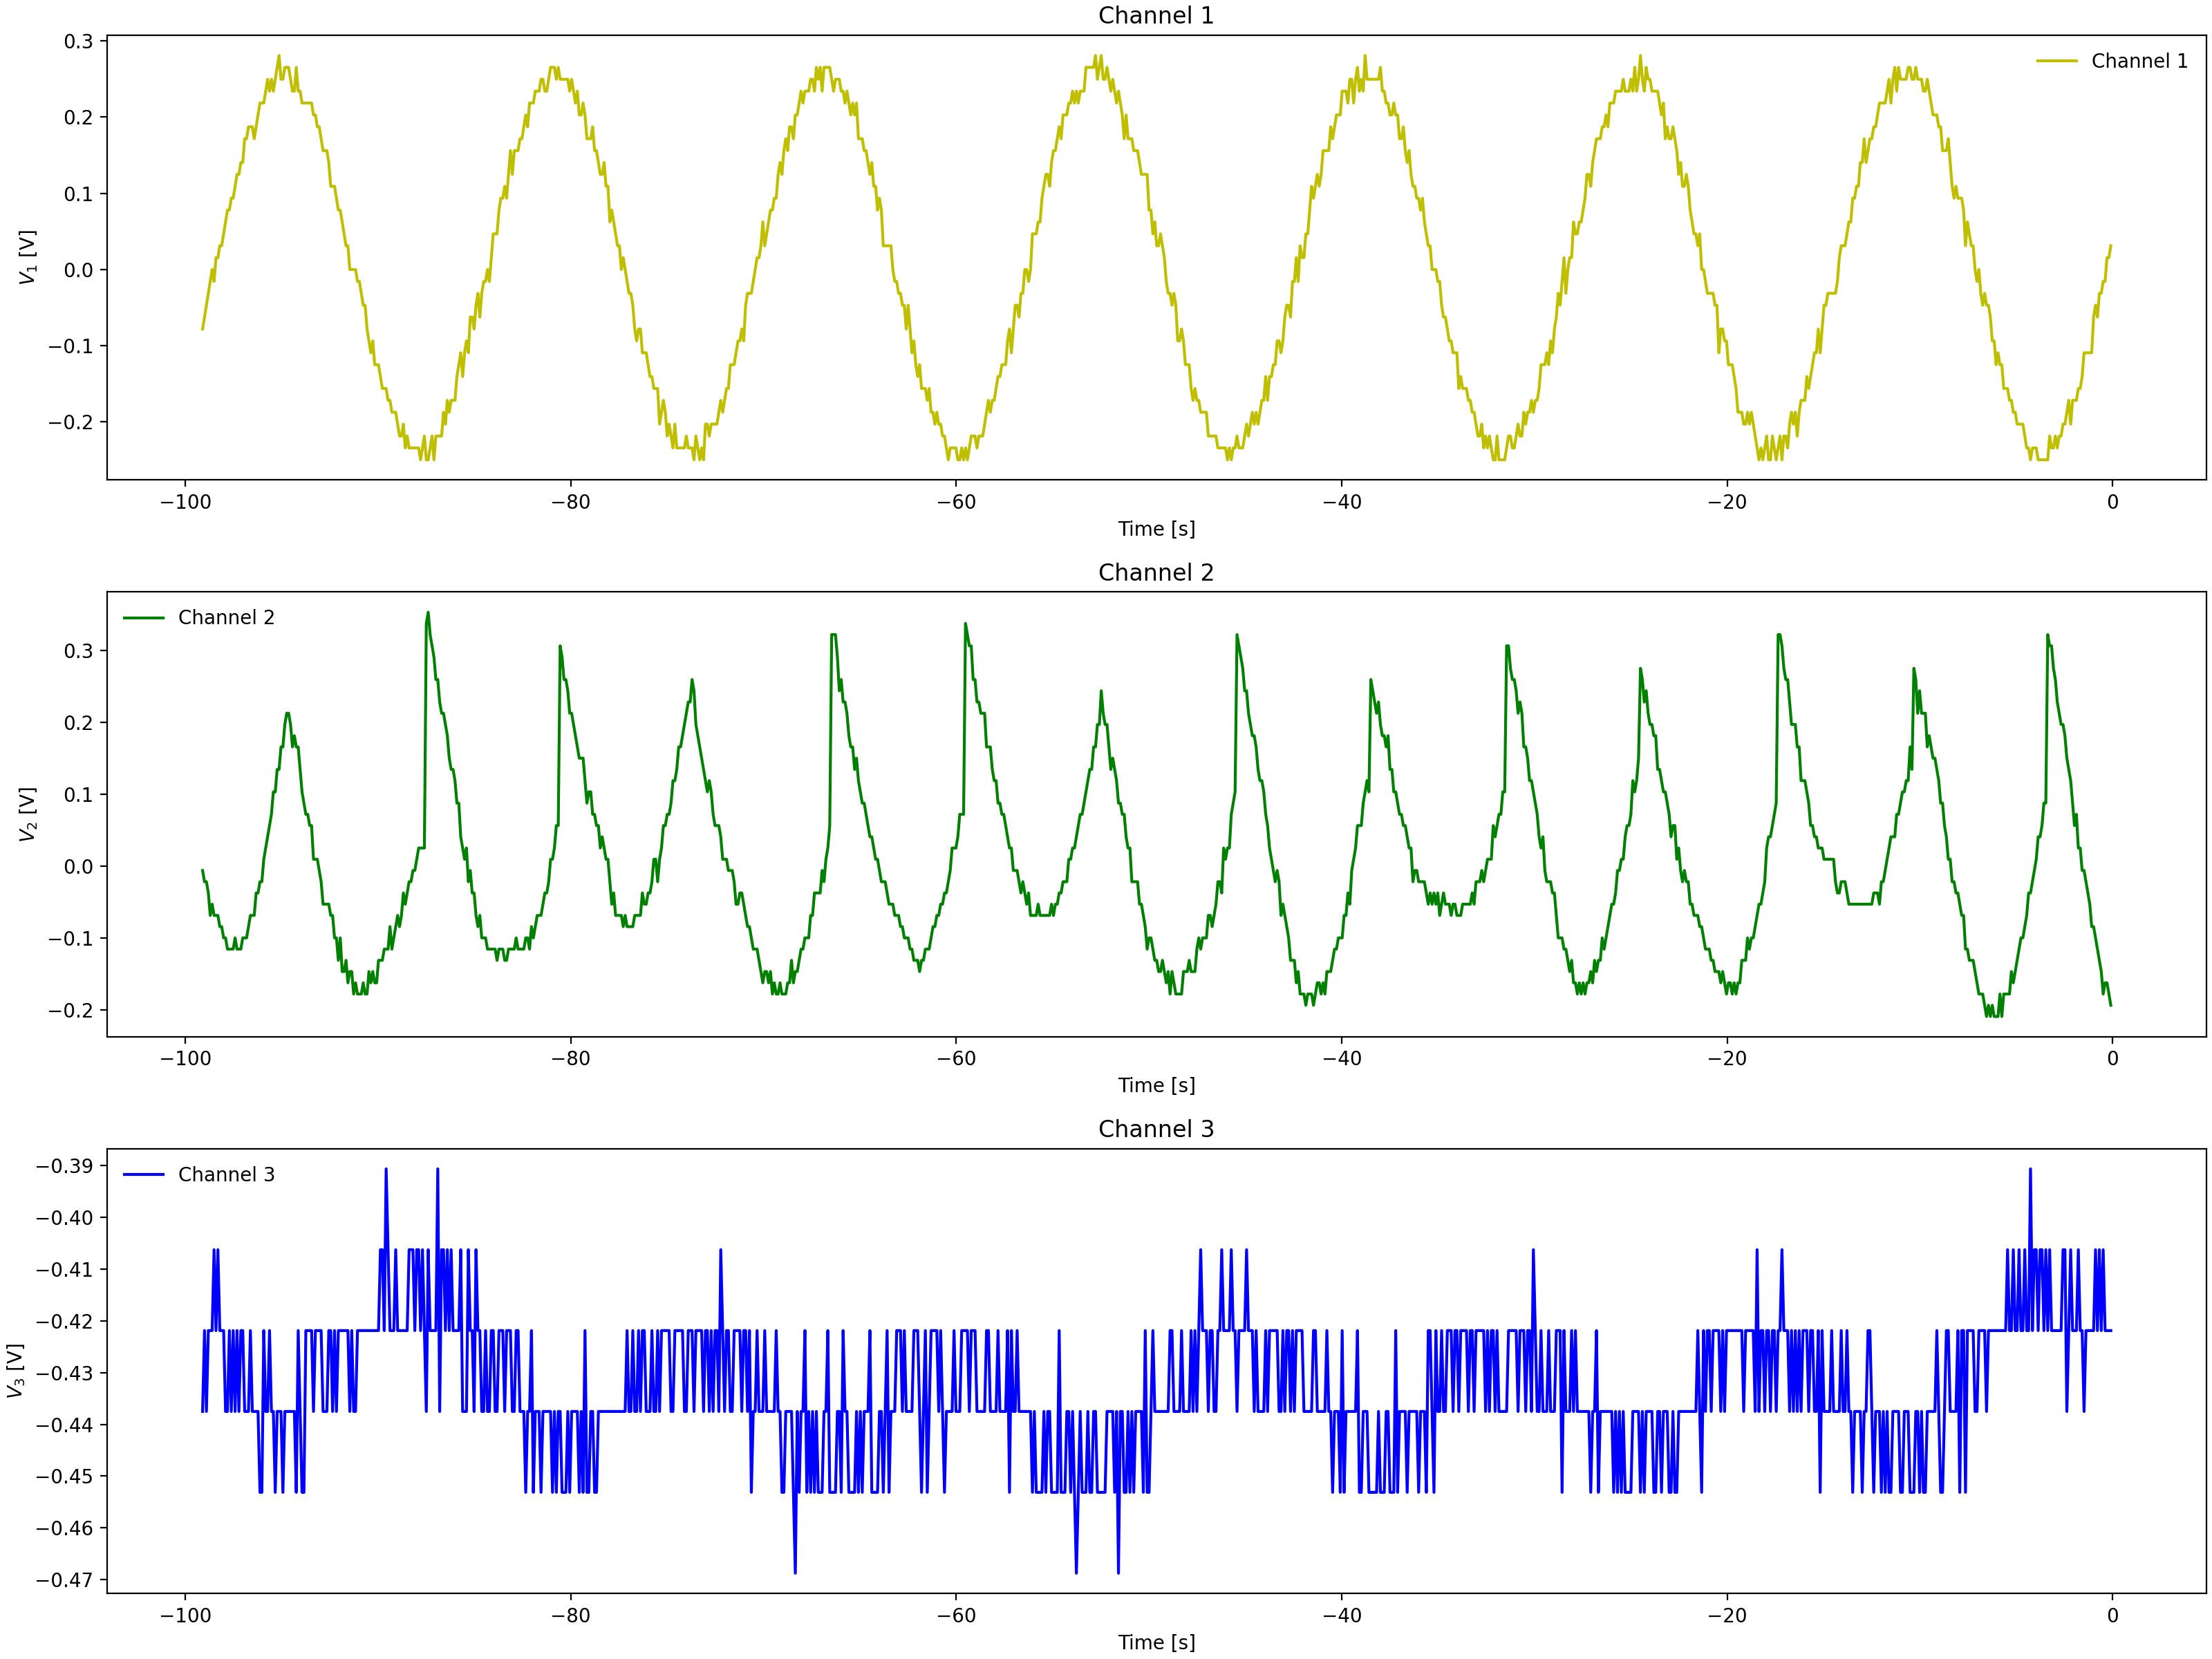 Channel 1
0.3
0.2
0.1
0.0
−0.1
−0.2
V1 [V]
Channel 1
−100 −80 −60 −40 −20 0
Time [s]
Channel 2
0.3
0.2
0.1
0.0
−0.1
−0.2
V2 [V]
Channel 2
−100 −80 −60 −40 −20 0
Time [s]
Channel 3
−0.39
−0.40
−0.41
−0.42
−0.43
−0.44
−0.45
−0.46
−0.47
V3 [V]
Channel 3
−100 −80 −60 −40 −20 0
Time [s]